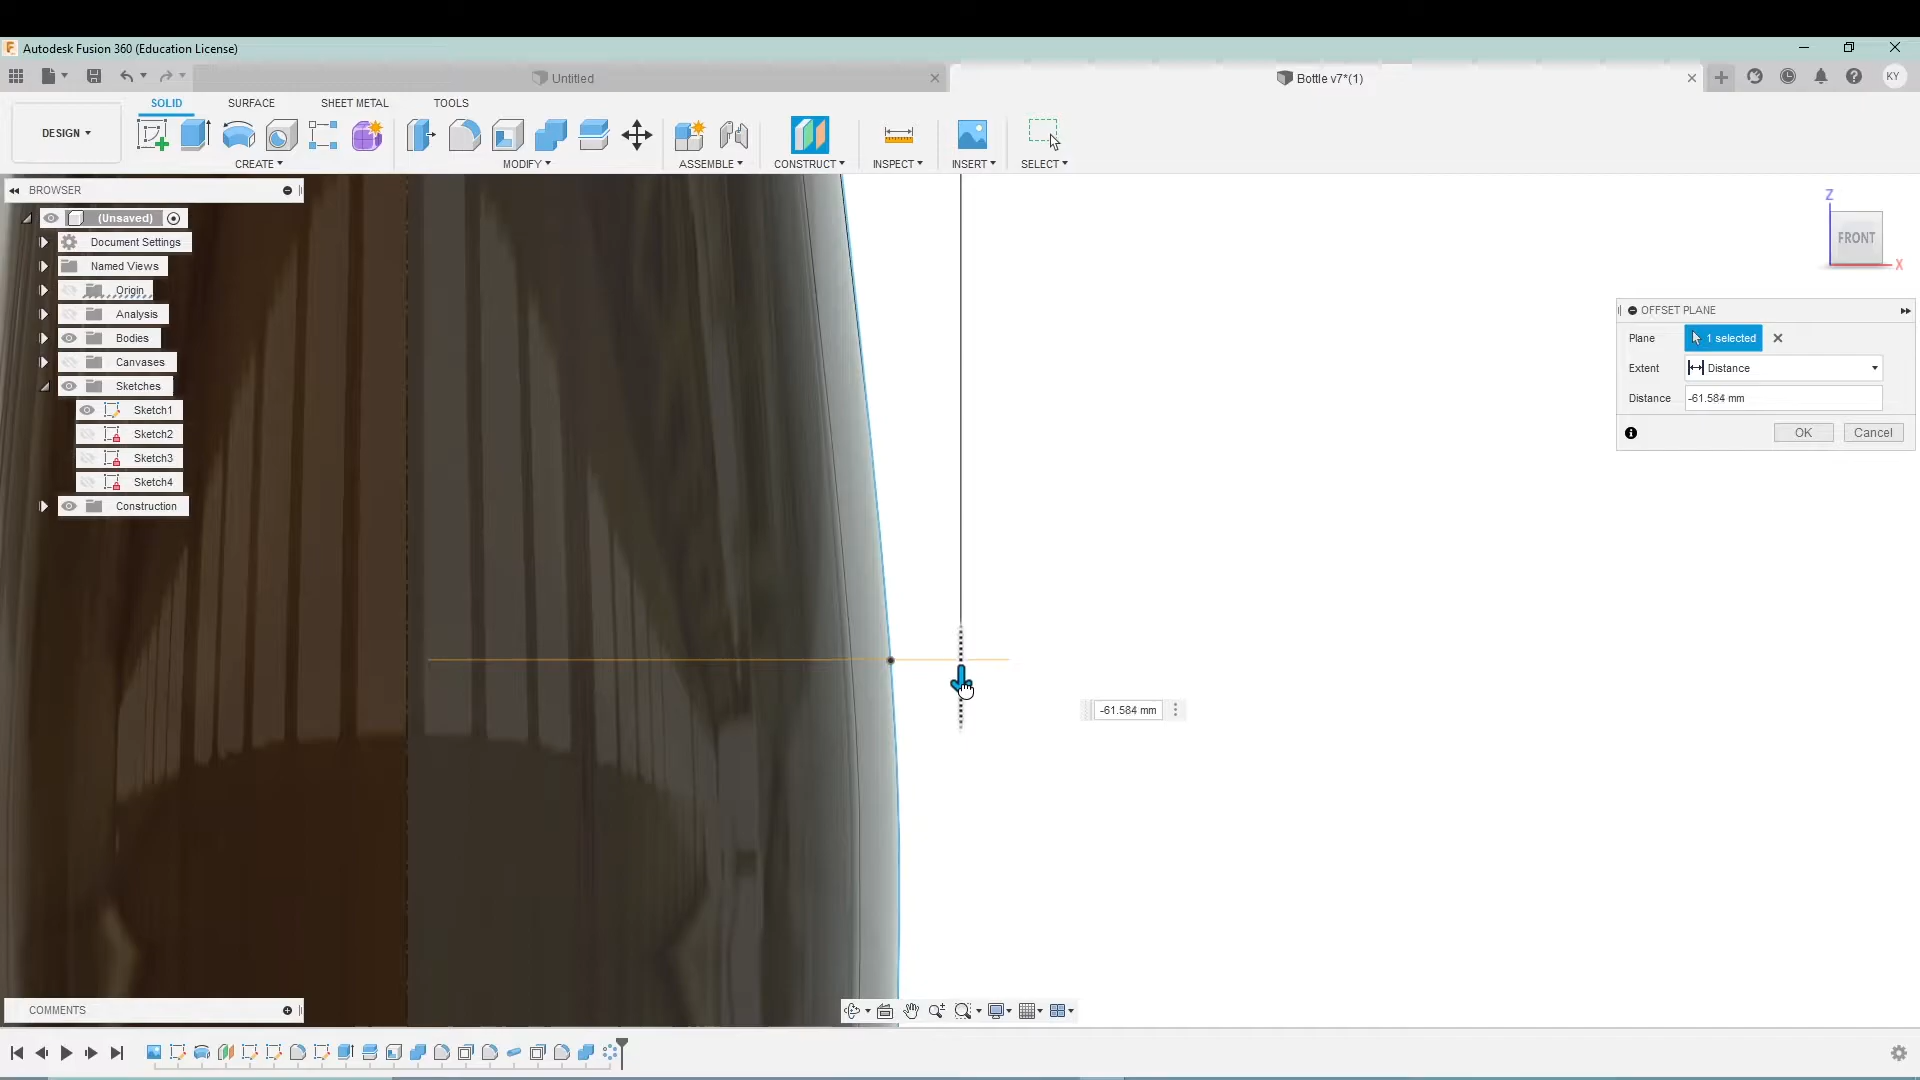 Autodesk Fusion 360 (Education License)
Untitled
Bottle v7*(1)
KY
DESIGN
SOLID SURFACE SHEET METAL TOOLS
CREATE MODIFY ASSEMBLE CONSTRUCT INSPECT INSERT SELECT
BROWSER
(Unsaved)
Document Settings
Named Views
Origin
Analysis
Bodies
Canvases
Sketches
Sketch1
Sketch2
Sketch3
Sketch4
Construction
Z
FRONT
X
OFFSET PLANE
Plane 1 selected
Extent Distance
Distance -61.584 mm
OK Cancel
-61.584 mm
COMMENTS